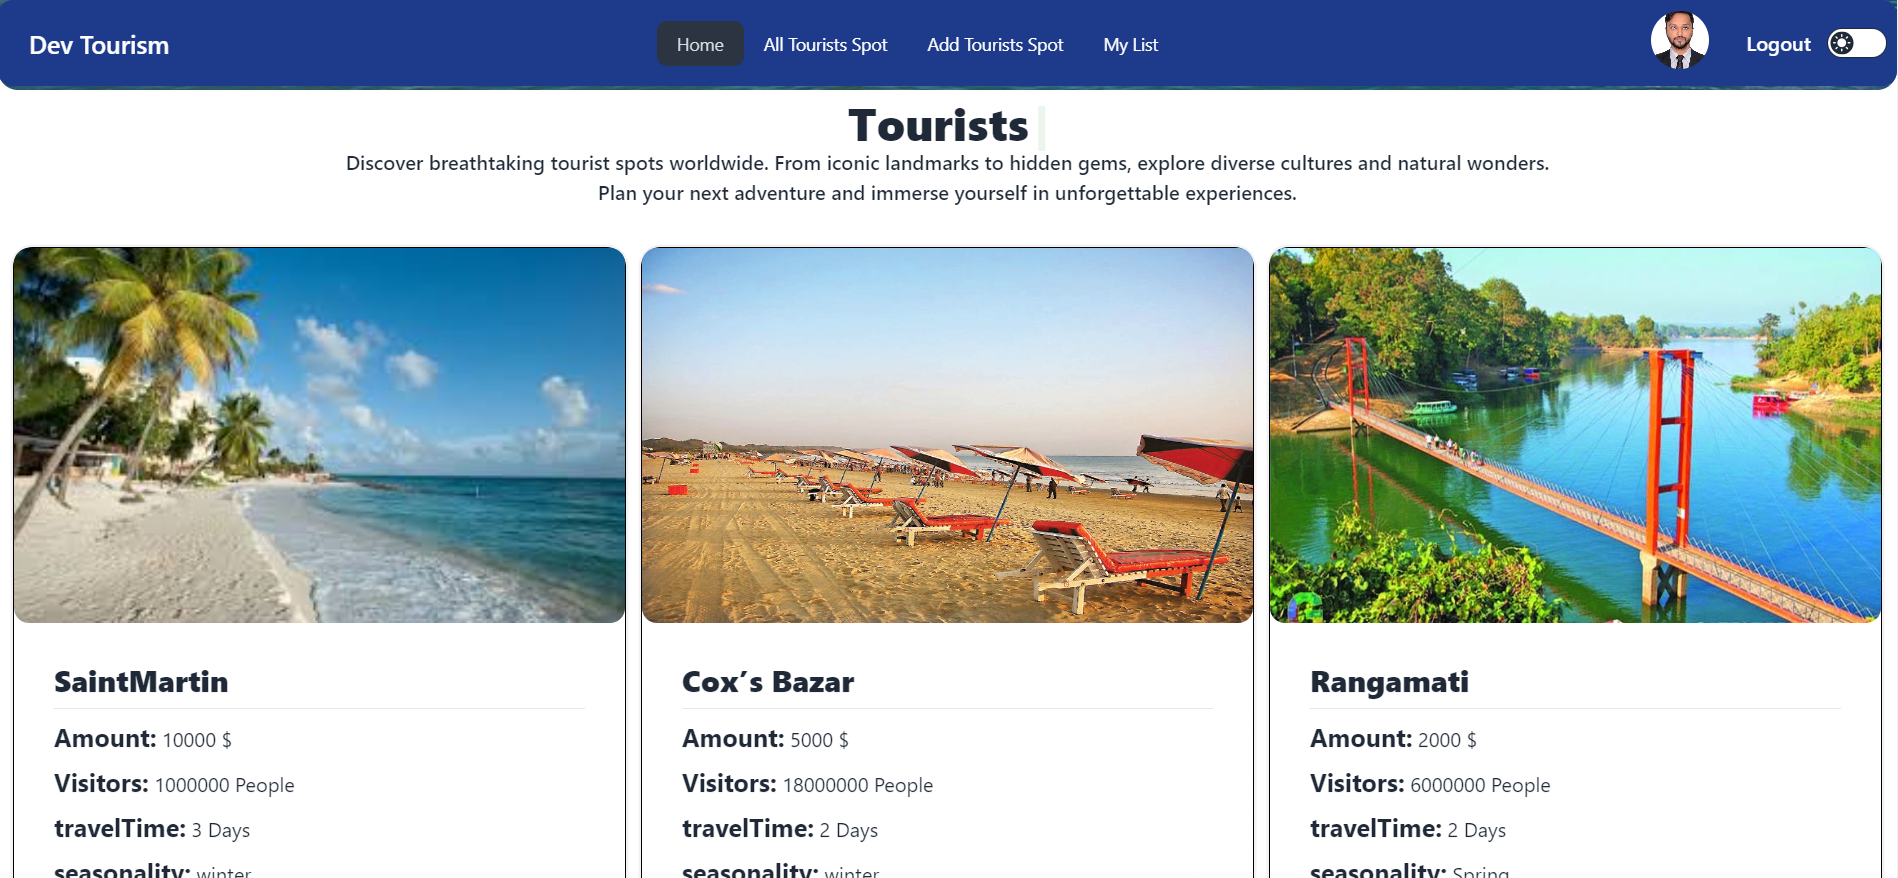 Dev Tourism
Home
All Tourists Spot
Add Tourists Spot
My List
Logout
Tourists
Discover breathtaking tourist spots worldwide. From iconic landmarks to hidden gems, explore diverse cultures and natural wonders.
Plan your next adventure and immerse yourself in unforgettable experiences.
SaintMartin
Amount: 10000 $
Visitors: 1000000 People
travelTime: 3 Days
seasonality: winter
Cox's Bazar
Amount: 5000 $
Visitors: 18000000 People
travelTime: 2 Days
seasonality: winter
Rangamati
Amount: 2000 $
Visitors: 6000000 People
travelTime: 2 Days
seasonality: Spring